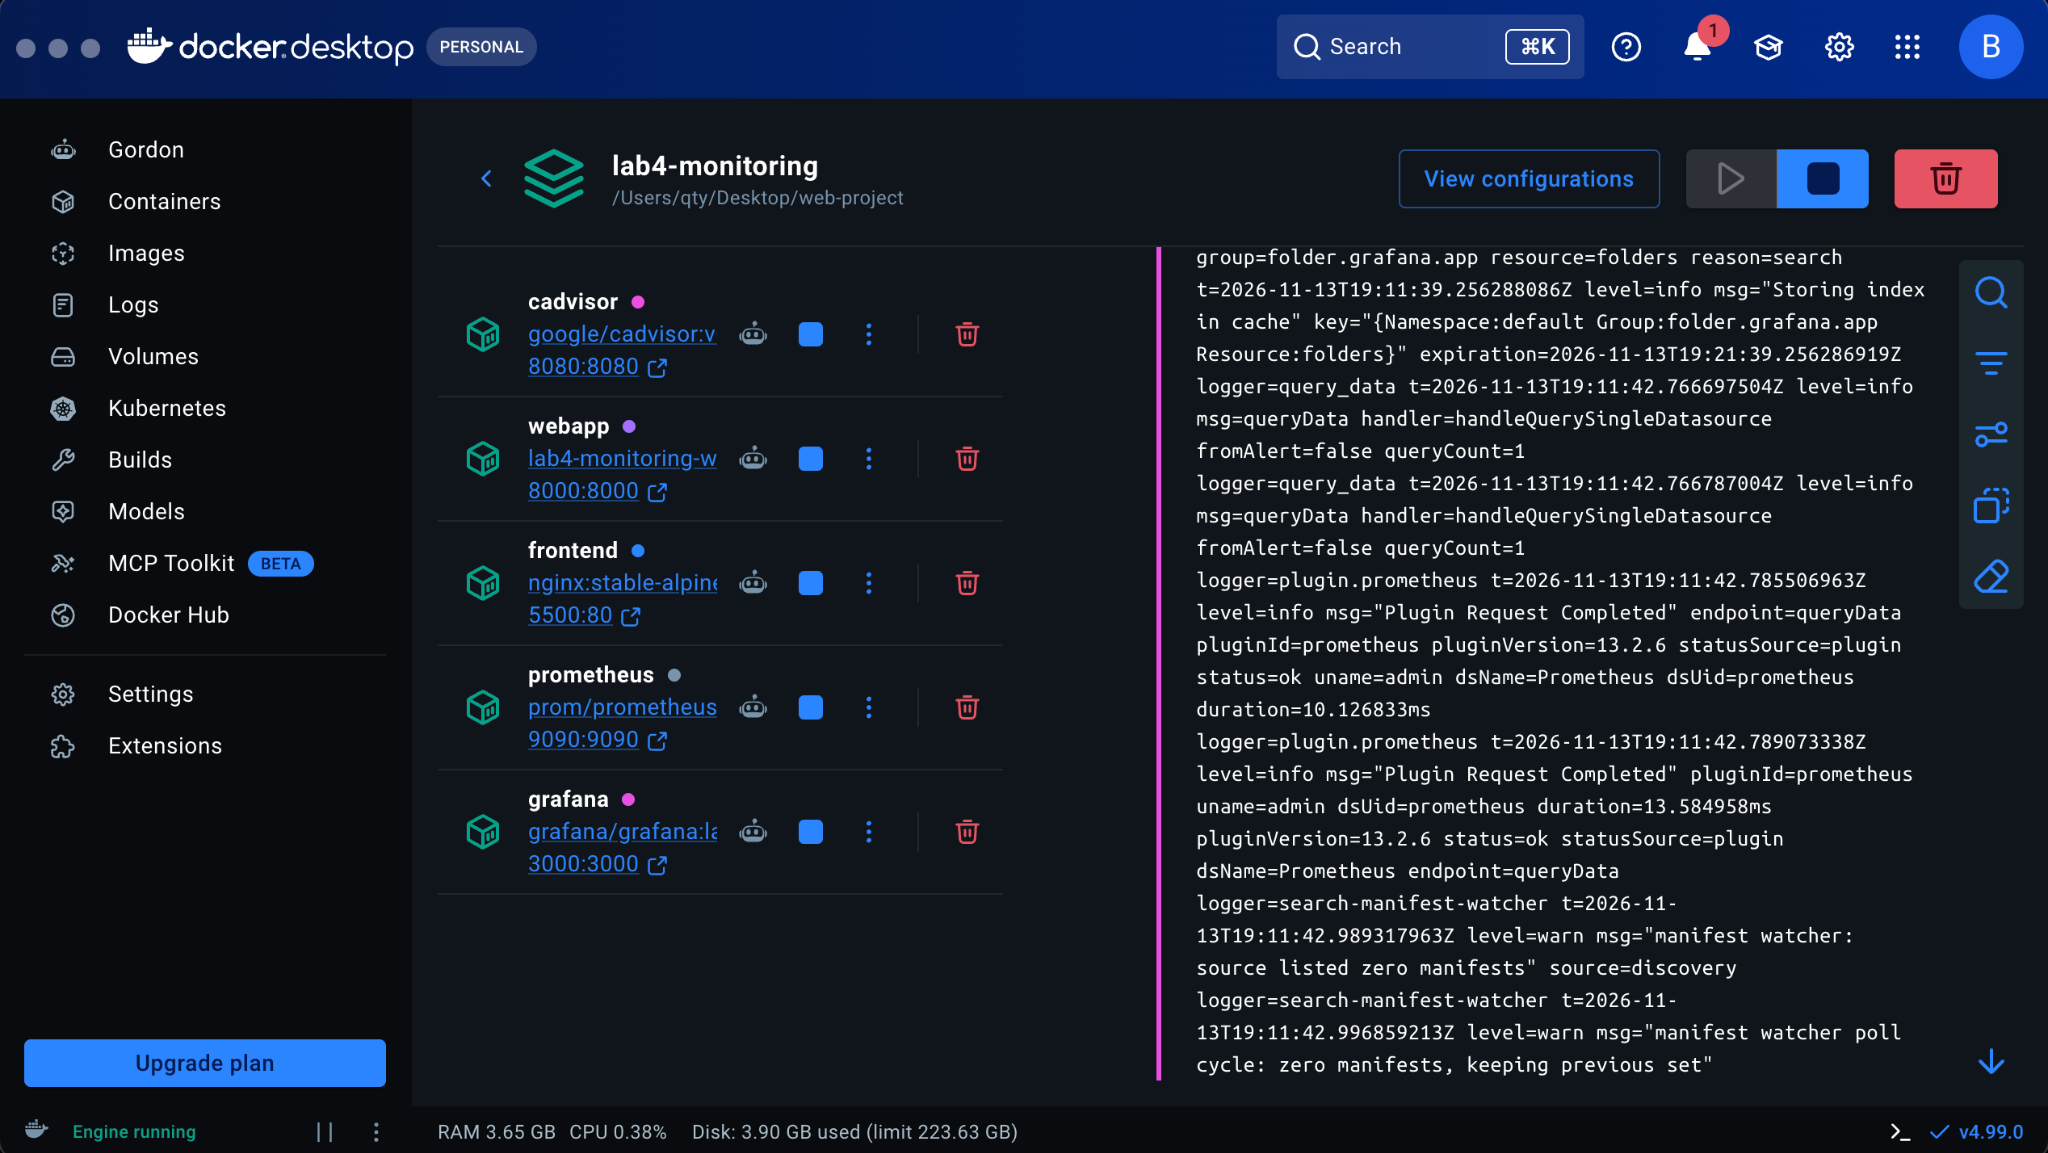 docker.desktop
PERSONAL
Search
⌘K
1
B
Gordon
Containers
Images
Logs
Volumes
Kubernetes
Builds
Models
MCP Toolkit BETA
Docker Hub
Settings
Extensions
Upgrade plan
lab4-monitoring
/Users/qty/Desktop/web-project
View configurations
cadvisor
google/cadvisor:v
8080:8080
webapp
lab4-monitoring-w
8000:8000
frontend
nginx:stable-alpine
5500:80
prometheus
prom/prometheus
9090:9090
grafana
grafana/grafana:la
3000:3000
group=folder.grafana.app resource=folders reason=search
t=2026-11-13T19:11:39.256288086Z level=info msg="Storing index
in cache" key="{Namespace:default Group:folder.grafana.app
Resource:folders}" expiration=2026-11-13T19:21:39.256286919Z
logger=query_data t=2026-11-13T19:11:42.766697504Z level=info
msg=queryData handler=handleQuerySingleDatasource
fromAlert=false queryCount=1
logger=query_data t=2026-11-13T19:11:42.766787004Z level=info
msg=queryData handler=handleQuerySingleDatasource
fromAlert=false queryCount=1
logger=plugin.prometheus t=2026-11-13T19:11:42.785506963Z
level=info msg="Plugin Request Completed" endpoint=queryData
pluginId=prometheus pluginVersion=13.2.6 statusSource=plugin
status=ok uname=admin dsName=Prometheus dsUid=prometheus
duration=10.126833ms
logger=plugin.prometheus t=2026-11-13T19:11:42.789073338Z
level=info msg="Plugin Request Completed" pluginId=prometheus
uname=admin dsUid=prometheus duration=13.584958ms
pluginVersion=13.2.6 status=ok statusSource=plugin
dsName=Prometheus endpoint=queryData
logger=search-manifest-watcher t=2026-11-
13T19:11:42.989317963Z level=warn msg="manifest watcher:
source listed zero manifests" source=discovery
logger=search-manifest-watcher t=2026-11-
13T19:11:42.996859213Z level=warn msg="manifest watcher poll
cycle: zero manifests, keeping previous set"
Engine running
RAM 3.65 GB CPU 0.38% Disk: 3.90 GB used (limit 223.63 GB)
v4.99.0